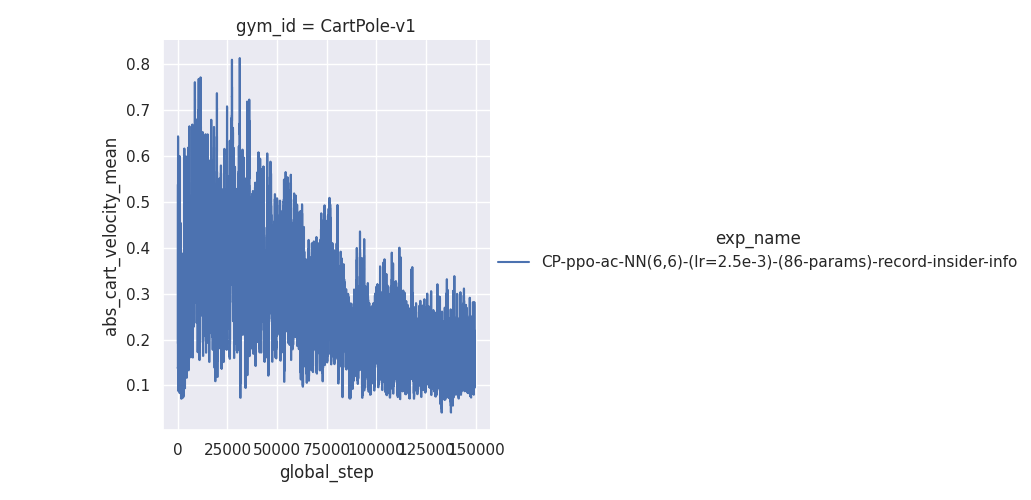 gym_id = CartPole-v1
0.8
0.7
0.6
0.5
0.4
0.3
0.2
0.1
abs_cart_velocity_mean
0 25000 50000 75000 100000 125000 150000
global_step
exp_name
CP-ppo-ac-NN(6,6)-(lr=2.5e-3)-(86-params)-record-insider-info